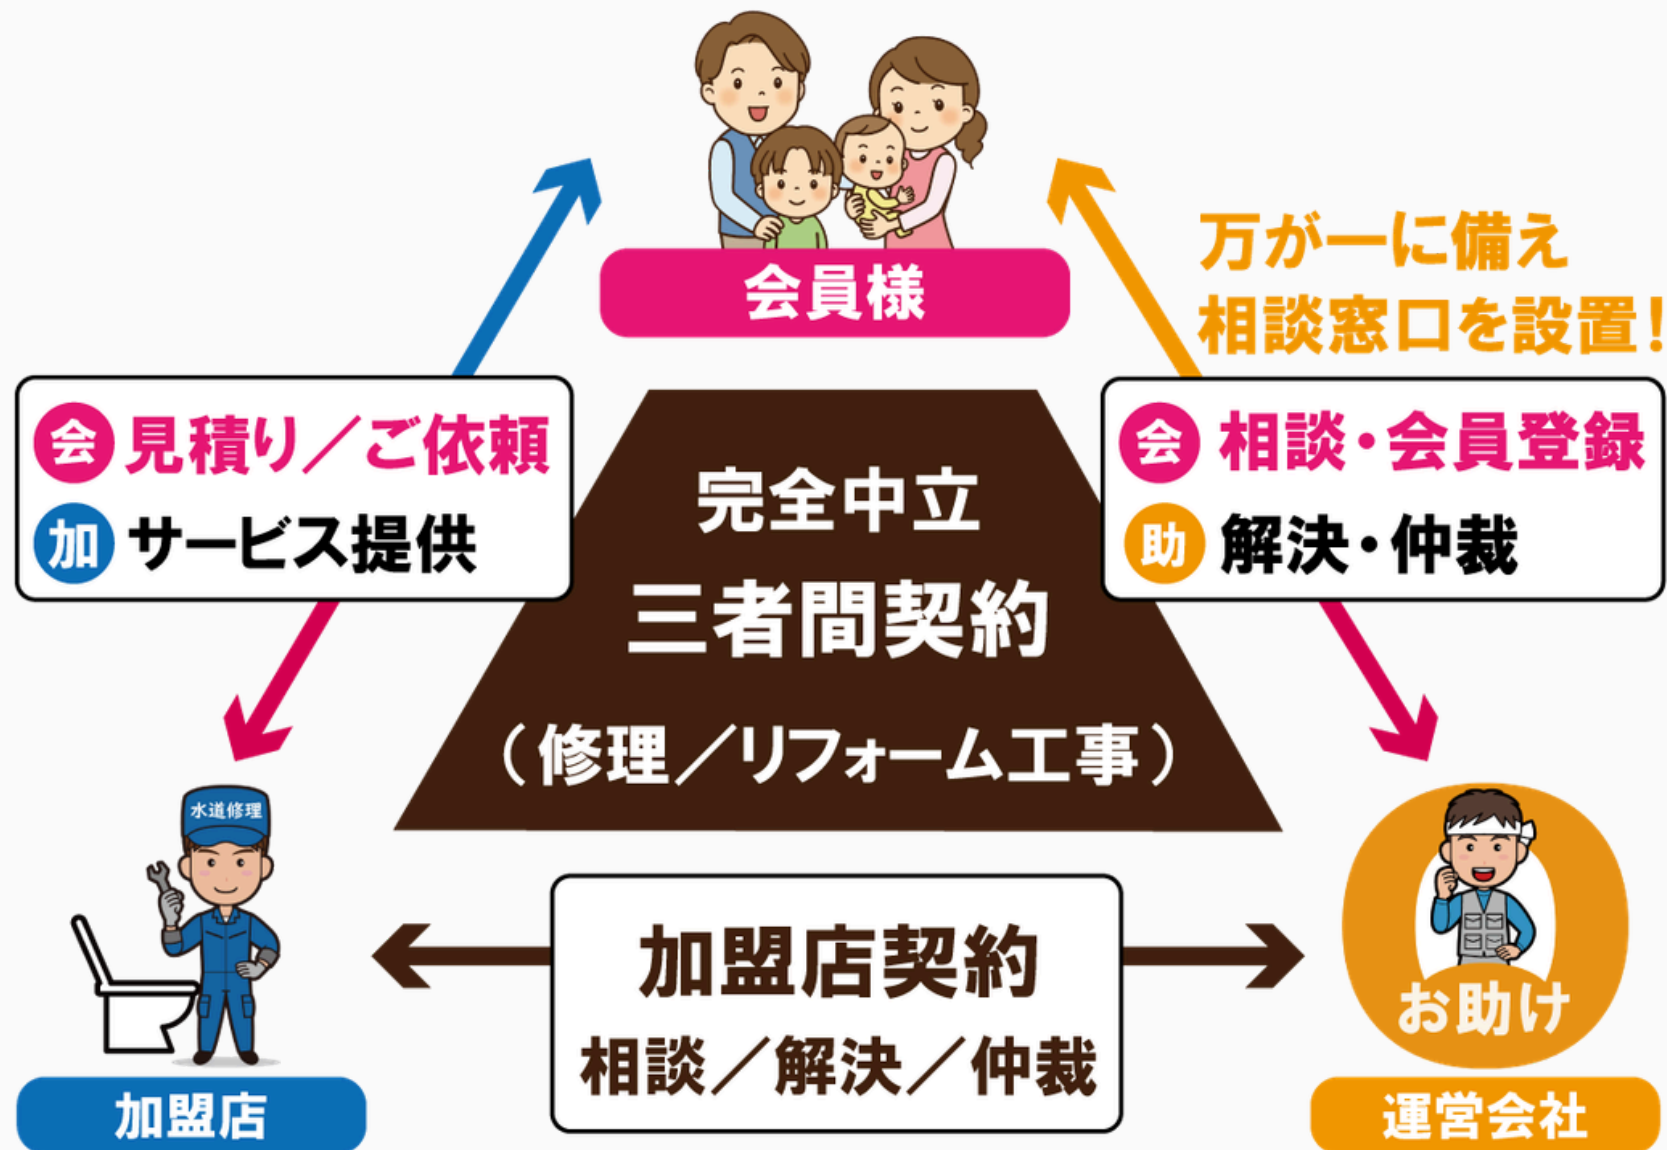 会員様
万が一に備え
相談窓口を設置！
会 見積り／ご依頼
加 サービス提供
会 相談・会員登録
助 解決・仲裁
完全中立
三者間契約
（修理／リフォーム工事）
水道修理
加盟店契約
相談／解決／仲裁
お助け
加盟店
運営会社